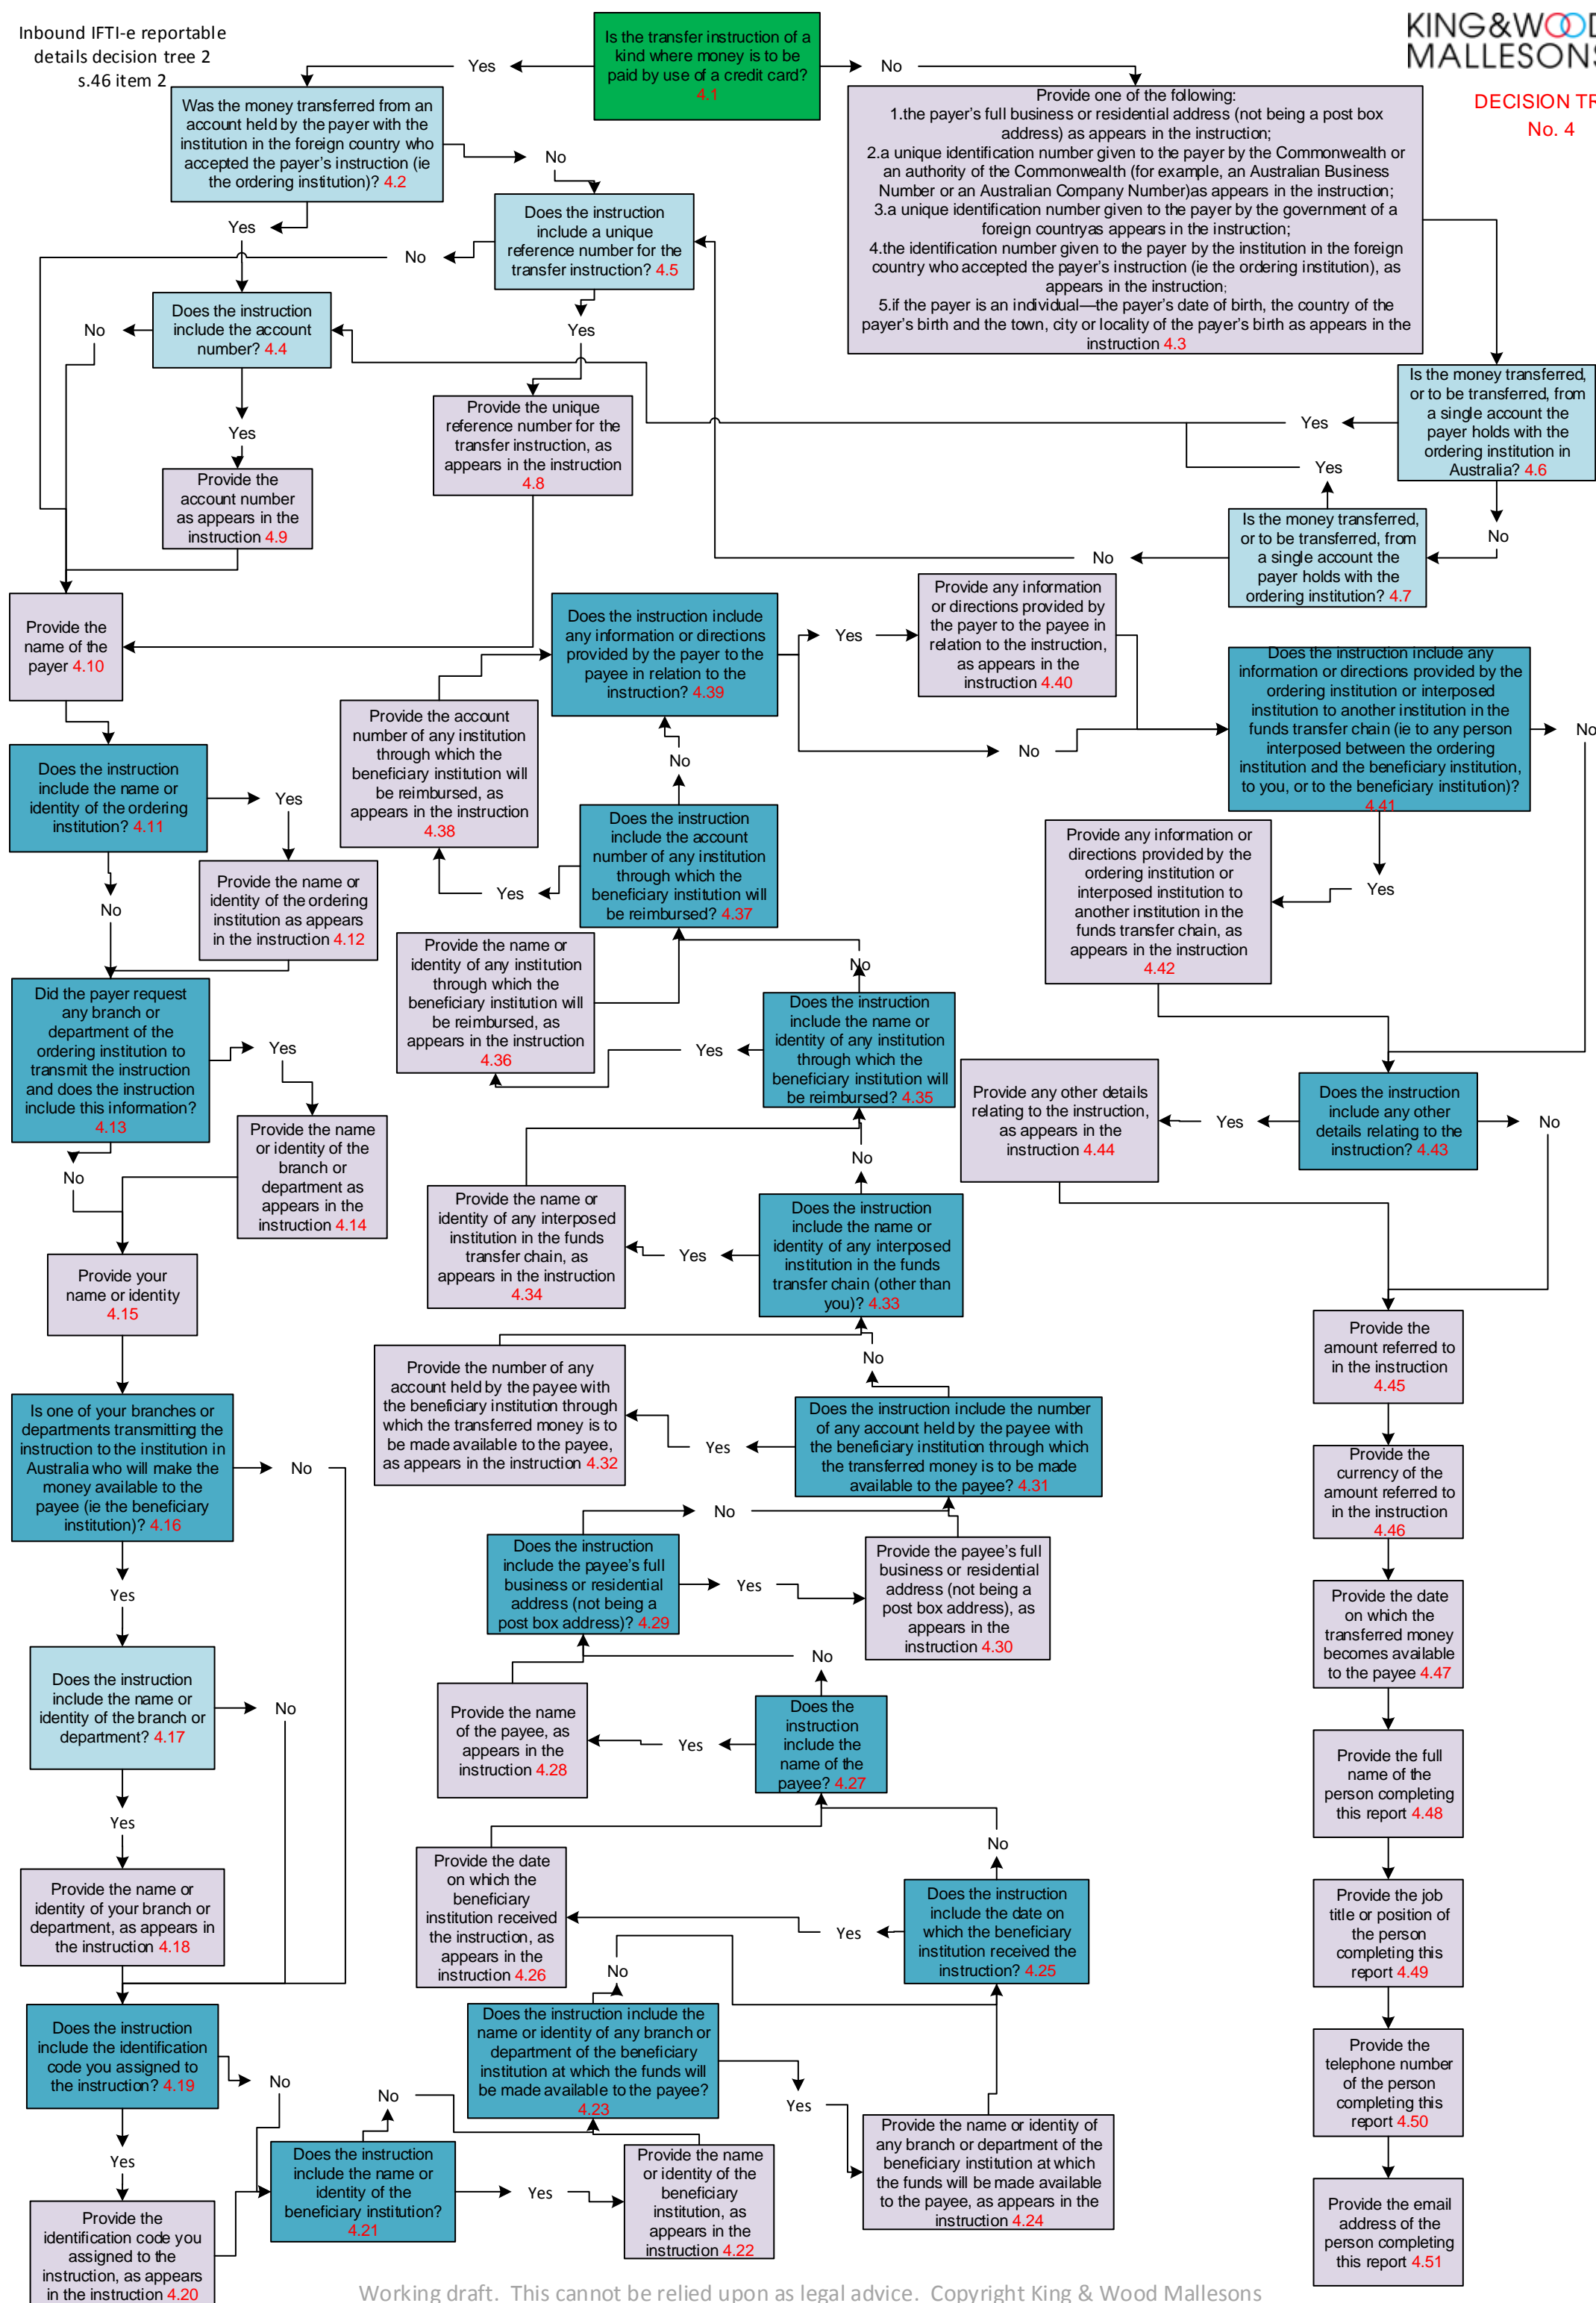 Inbound IFTI-e reportable
details decision tree 2
s.46 item 2
KING&WOOD
MALLESONS
DECISION TR
No. 4
Is the transfer instruction of a
kind where money is to be
paid by use of a credit card?
4.1
Yes
No
Was the money transferred from an
account held by the payer with the
institution in the foreign country who
accepted the payer's instruction (ie
the ordering institution)? 4.2
Provide one of the following:
1.the payer's full business or residential address (not being a post box
address) as appears in the instruction;
2.a unique identification number given to the payer by the Commonwealth or
an authority of the Commonwealth (for example, an Australian Business
Number or an Australian Company Number)as appears in the instruction;
3.a unique identification number given to the payer by the government of a
foreign countryas appears in the instruction;
4.the identification number given to the payer by the institution in the foreign
country who accepted the payer's instruction (ie the ordering institution), as
appears in the instruction;
5.if the payer is an individual—the payer's date of birth, the country of the
payer's birth and the town, city or locality of the payer's birth as appears in the
instruction 4.3
No
Yes
Does the instruction
include a unique
reference number for the
transfer instruction? 4.5
No
Yes
Does the instruction
include the account
number? 4.4
No
Yes
Provide the unique
reference number for the
transfer instruction, as
appears in the instruction
4.8
Is the money transferred,
or to be transferred, from
a single account the
payer holds with the
ordering institution in
Australia? 4.6
Yes
Yes
No
Provide the
account number
as appears in the
instruction 4.9
Is the money transferred,
or to be transferred, from
a single account the
payer holds with the
ordering institution? 4.7
No
Provide the
name of the
payer 4.10
Does the instruction include
any information or directions
provided by the payer to the
payee in relation to the
instruction? 4.39
Yes
No
Provide any information
or directions provided by
the payer to the payee in
relation to the instruction,
as appears in the
instruction 4.40
Does the instruction include any
information or directions provided by the
ordering institution or interposed
institution to another institution in the
funds transfer chain (ie to any person
interposed between the ordering
institution and the beneficiary institution,
to you, or to the beneficiary institution)?
4.41
No
Yes
Does the instruction
include the name or
identity of the ordering
institution? 4.11
Yes
No
Provide the account
number of any institution
through which the
beneficiary institution will
be reimbursed, as
appears in the instruction
4.38
No
Does the instruction
include the account
number of any institution
through which the
beneficiary institution will
be reimbursed? 4.37
Yes
Provide any information or
directions provided by the
ordering institution or
interposed institution to
another institution in the
funds transfer chain, as
appears in the instruction
4.42
Provide the name or
identity of the ordering
institution as appears
in the instruction 4.12
Provide the name or
identity of any institution
through which the
beneficiary institution will
be reimbursed, as
appears in the instruction
4.36
No
Does the instruction
include the name or
identity of any institution
through which the
beneficiary institution will
be reimbursed? 4.35
Yes
Did the payer request
any branch or
department of the
ordering institution to
transmit the instruction
and does the instruction
include this information?
4.13
Yes
No
Provide any other details
relating to the instruction,
as appears in the
instruction 4.44
Yes
Does the instruction
include any other
details relating to the
instruction? 4.43
No
Provide the name
or identity of the
branch or
department as
appears in the
instruction 4.14
No
Provide the name or
identity of any interposed
institution in the funds
transfer chain, as
appears in the instruction
4.34
Yes
Does the instruction
include the name or
identity of any interposed
institution in the funds
transfer chain (other than
you)? 4.33
Provide your
name or identity
4.15
Provide the
amount referred to
in the instruction
4.45
No
Provide the number of any
account held by the payee with
the beneficiary institution through
which the transferred money is to
be made available to the payee,
as appears in the instruction 4.32
Yes
Does the instruction include the number
of any account held by the payee with
the beneficiary institution through which
the transferred money is to be made
available to the payee? 4.31
Is one of your branches or
departments transmitting the
instruction to the institution in
Australia who will make the
money available to the
payee (ie the beneficiary
institution)? 4.16
No
Yes
Provide the
currency of the
amount referred to
in the instruction
4.46
No
Does the instruction
include the payee's full
business or residential
address (not being a
post box address)? 4.29
Yes
Provide the payee's full
business or residential
address (not being a
post box address), as
appears in the
instruction 4.30
Provide the date
on which the
transferred money
becomes available
to the payee 4.47
Does the instruction
include the name or
identity of the branch or
department? 4.17
No
Yes
No
Provide the name
of the payee, as
appears in the
instruction 4.28
Yes
Does the
instruction
include the
name of the
payee? 4.27
Provide the full
name of the
person completing
this report 4.48
Provide the name or
identity of your branch or
department, as appears in
the instruction 4.18
No
Provide the date
on which the
beneficiary
institution received
the instruction, as
appears in the
instruction 4.26
Yes
Does the instruction
include the date on
which the beneficiary
institution received the
instruction? 4.25
Provide the job
title or position of
the person
completing this
report 4.49
No
Does the instruction
include the identification
code you assigned to
the instruction? 4.19
No
Yes
Does the instruction include the
name or identity of any branch or
department of the beneficiary
institution at which the funds will
be made available to the payee?
4.23
Yes
Provide the
telephone number
of the person
completing this
report 4.50
No
Does the instruction
include the name or
identity of the
beneficiary institution?
4.21
Yes
Provide the name
or identity of the
beneficiary
institution, as
appears in the
instruction 4.22
Provide the name or identity of
any branch or department of the
beneficiary institution at which
the funds will be made available
to the payee, as appears in the
instruction 4.24
Provide the
identification code you
assigned to the
instruction, as appears
in the instruction 4.20
Provide the email
address of the
person completing
this report 4.51
Working draft. This cannot be relied upon as legal advice. Copyright King & Wood Mallesons